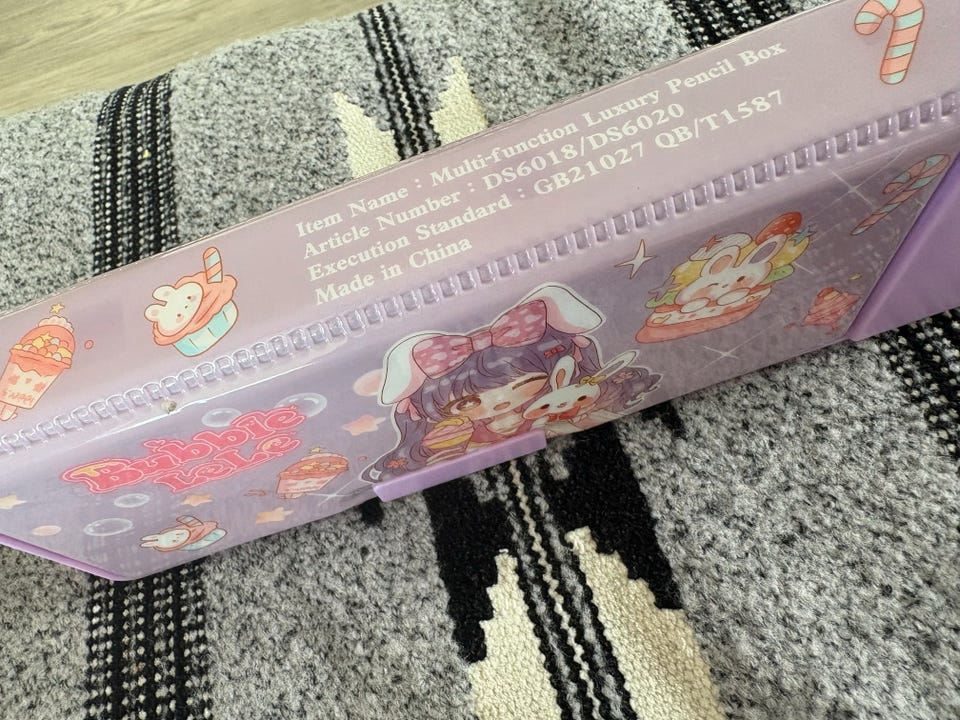 Item Name : Multi-function Luxury Pencil Box
Article Number : DS6018/DS6020
Execution Standard : GB21027 QB/T1587
Made in China
Bubble
LeLe